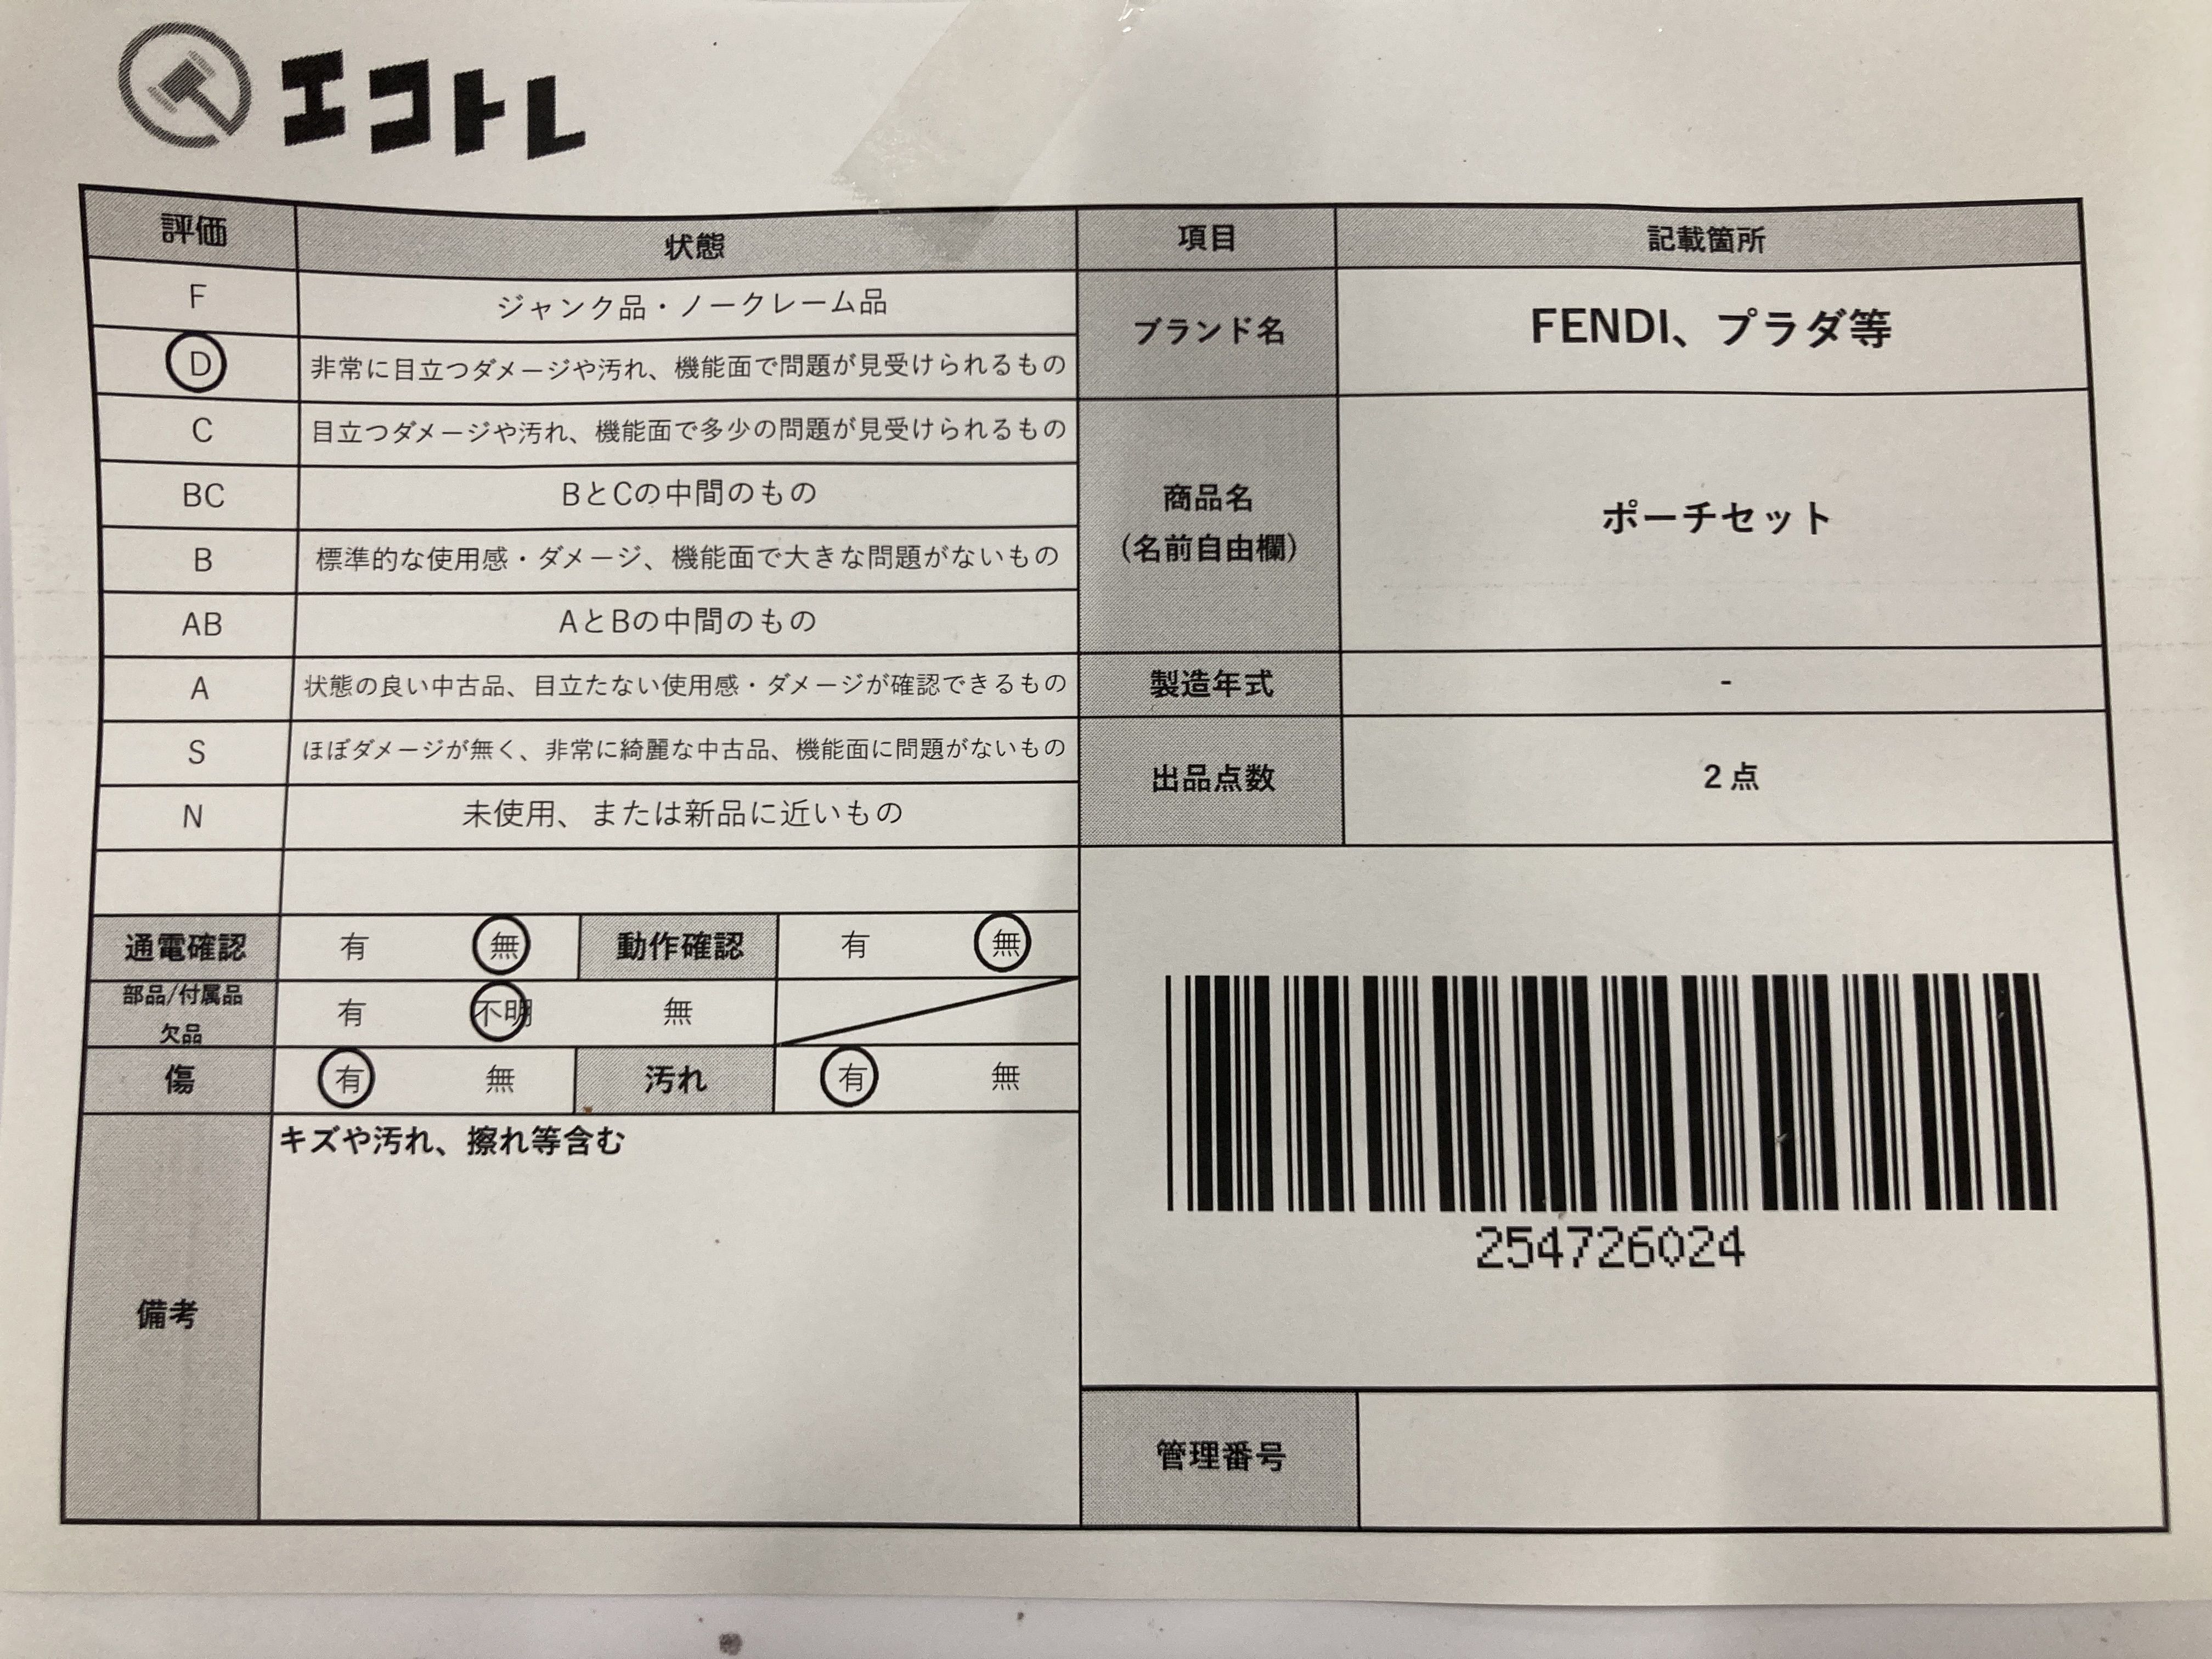 エコトレ
評価 状態 項目 記載箇所
F ジャンク品・ノークレーム品
D 非常に目立つダメージや汚れ、機能面で問題が見受けられるもの
ブランド名 FENDI、プラダ等
C 目立つダメージや汚れ、機能面で多少の問題が見受けられるもの
BC BとCの中間のもの
商品名
(名前自由欄)
ポーチセット
B 標準的な使用感・ダメージ、機能面で大きな問題がないもの
AB AとBの中間のもの
A 状態の良い中古品、目立たない使用感・ダメージが確認できるもの
製造年式 -
S ほぼダメージが無く、非常に綺麗な中古品、機能面に問題がないもの
出品点数 2点
N 未使用、または新品に近いもの
通電確認 有 無 動作確認 有 無
部品/付属品
欠品
有 不明 無
傷 有 無 汚れ 有 無
備考
キズや汚れ、擦れ等含む
254726024
管理番号